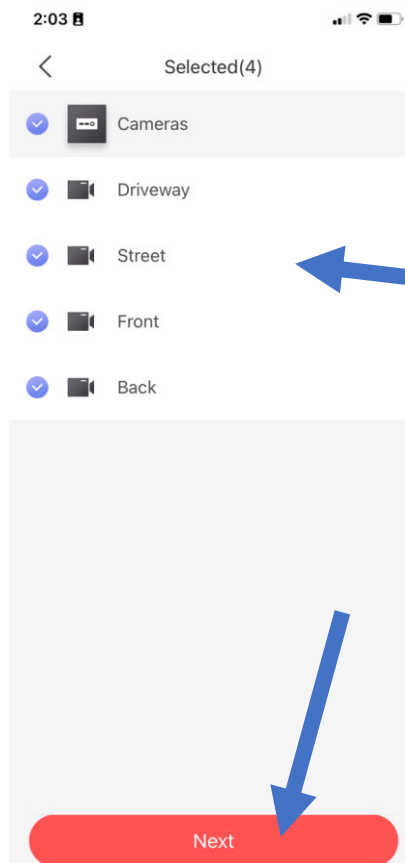 2:03
Selected(4)
Cameras
Driveway
Street
Front
Back
Next